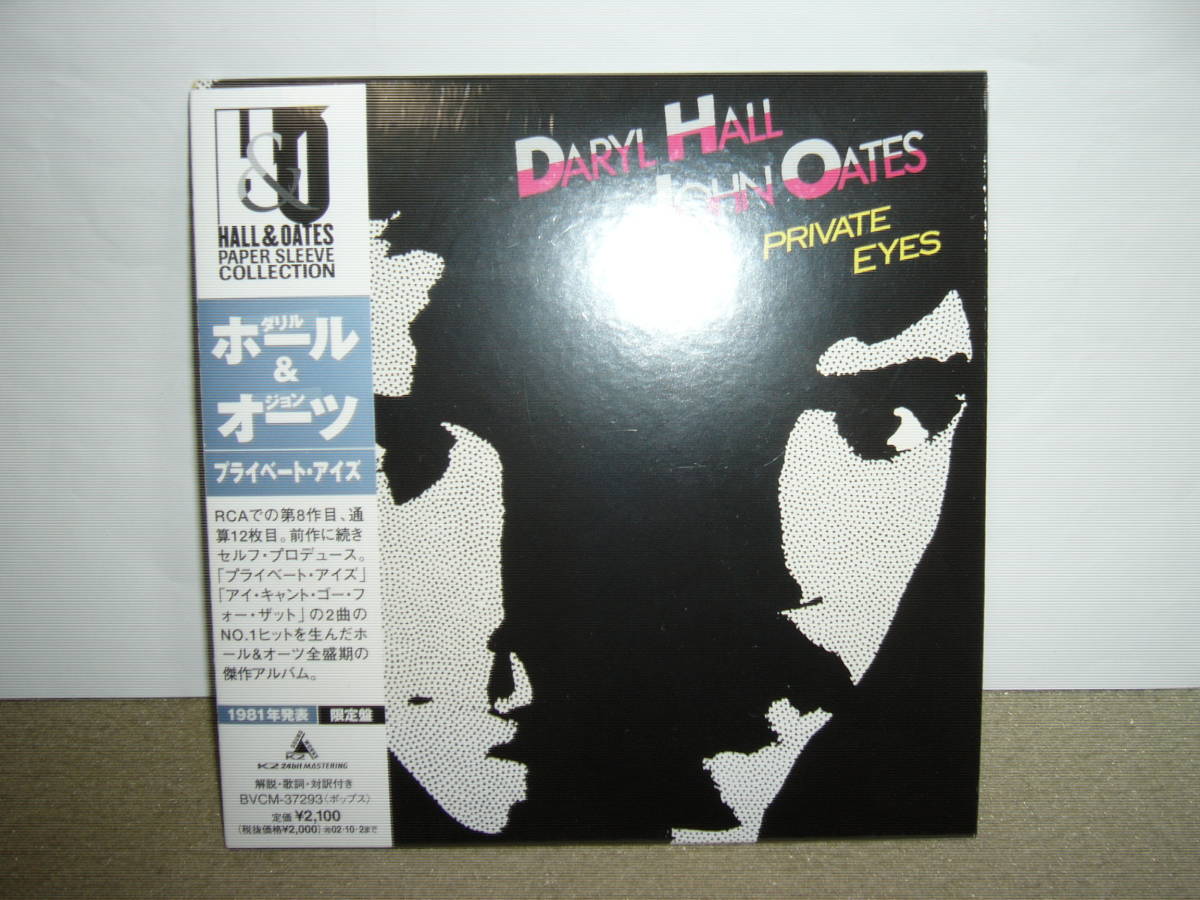 H&O
HALL & OATES
PAPER SLEEVE
COLLECTION
ダリル
ホール
&
ジョン
オーツ
プライベート・アイズ
RCAでの第8作目、通
算12枚目。前作に続き
セルフ・プロデュース。
「プライベート・アイズ」
「アイ・キャント・ゴー・フ
ォー・ザット」の2曲の
NO.1ヒットを生んだホ
ール&オーツ全盛期の
傑作アルバム。
1981年発表 限定盤
K2 24bit MASTERING
解説・歌詞・対訳付き
BVCM-37293〈ポップス〉
定価 ¥2,100
(税抜価格¥2,000) 02・10・2まで
DARYL HALL
JOHN OATES
PRIVATE
EYES